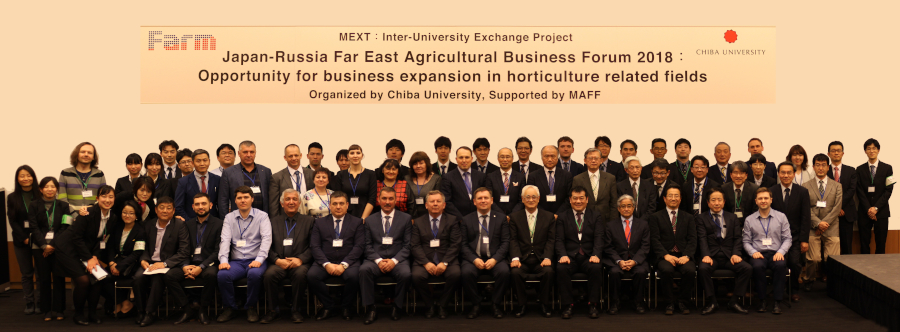 Farm
MEXT：Inter-University Exchange Project
CHIBA UNIVERSITY
Japan-Russia Far East Agricultural Business Forum 2018：
Opportunity for business expansion in horticulture related fields
Organized by Chiba University, Supported by MAFF